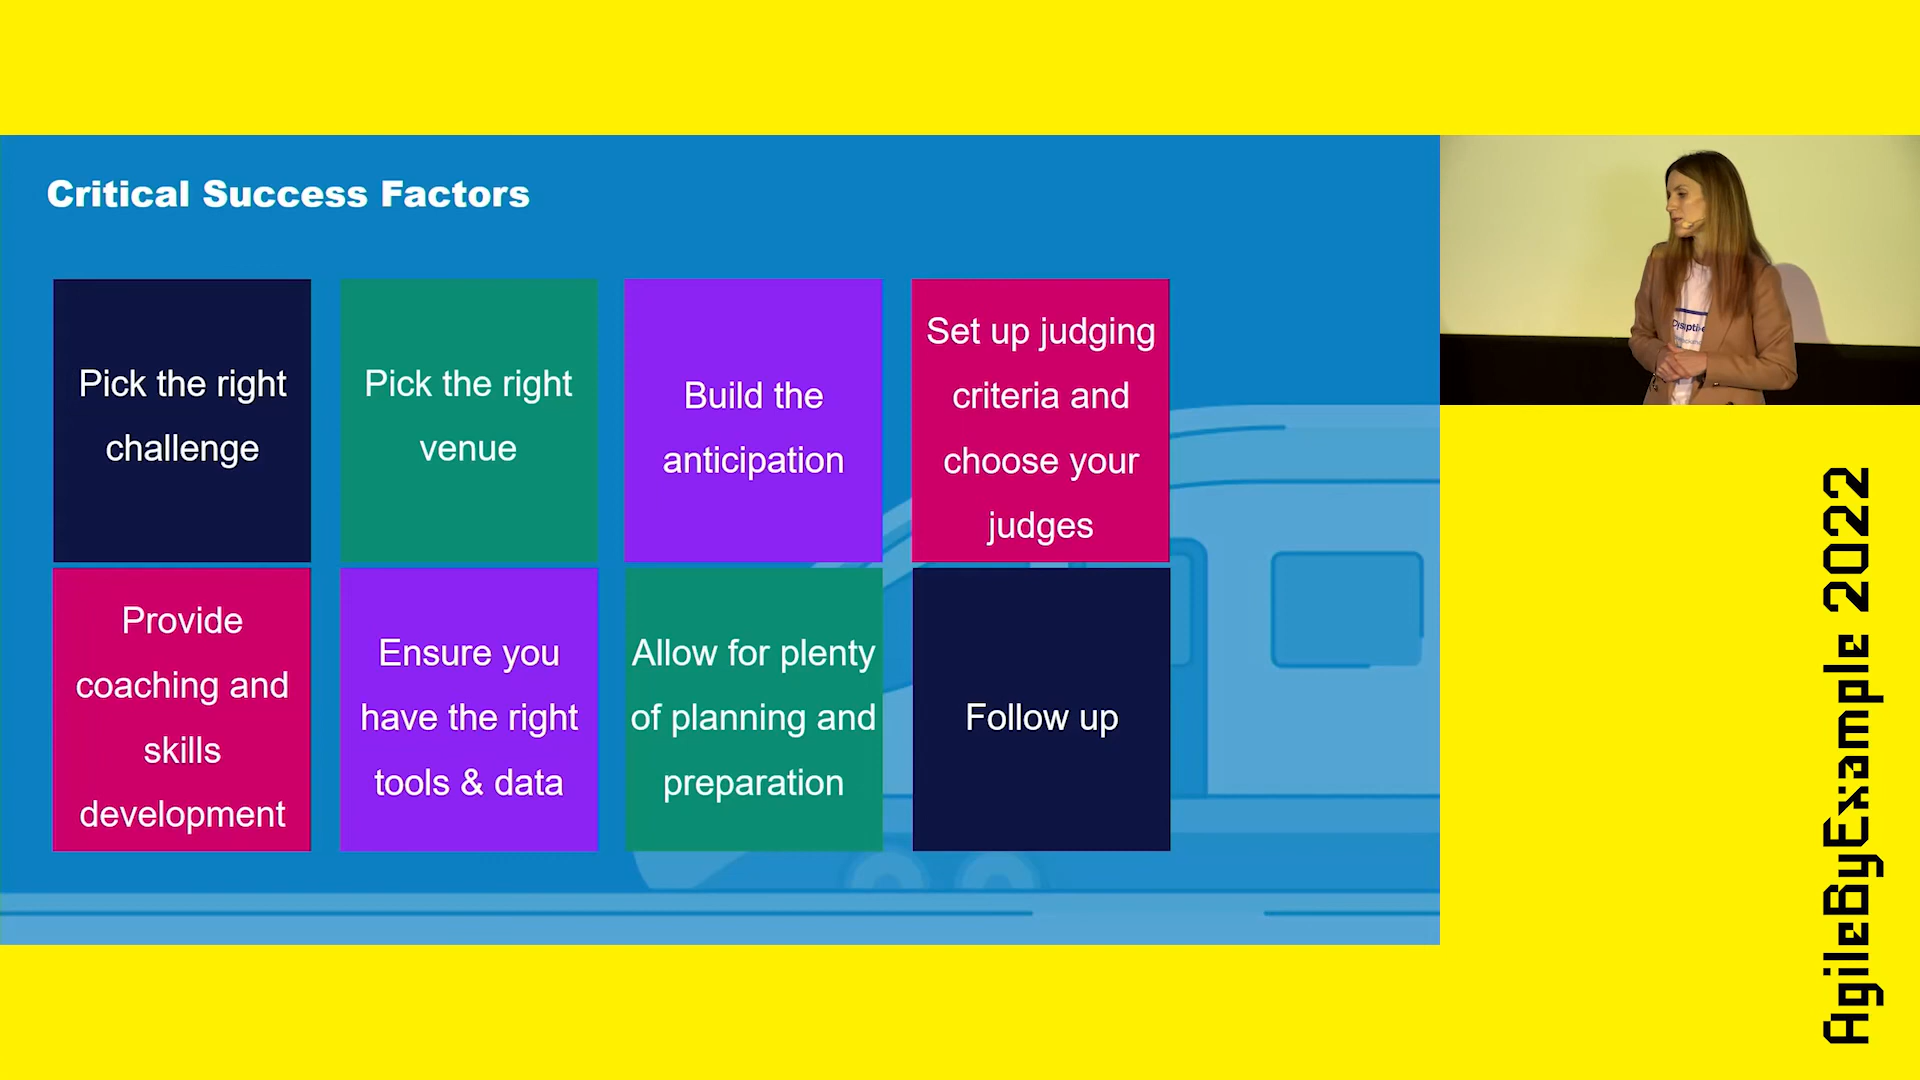 Critical Success Factors
Pick the right
challenge
Pick the right
venue
Build the
anticipation
Set up judging
criteria and
choose your
judges
Provide
coaching and
skills
development
Ensure you
have the right
tools & data
Allow for plenty
of planning and
preparation
Follow up
AgileByExample 2022